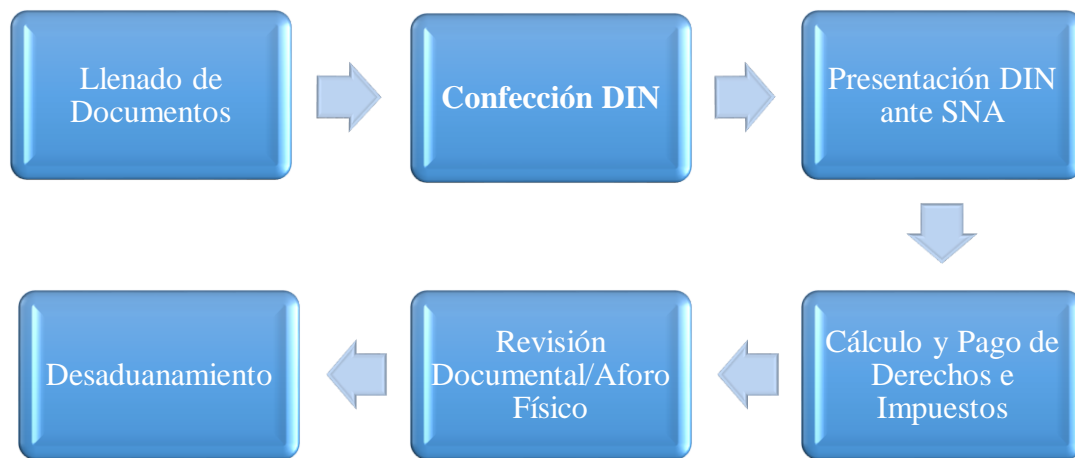 Llenado de
Documentos
Confección DIN
Presentación DIN
ante SNA
Cálculo y Pago de
Derechos e
Impuestos
Revisión
Documental/Aforo
Físico
Desaduanamiento